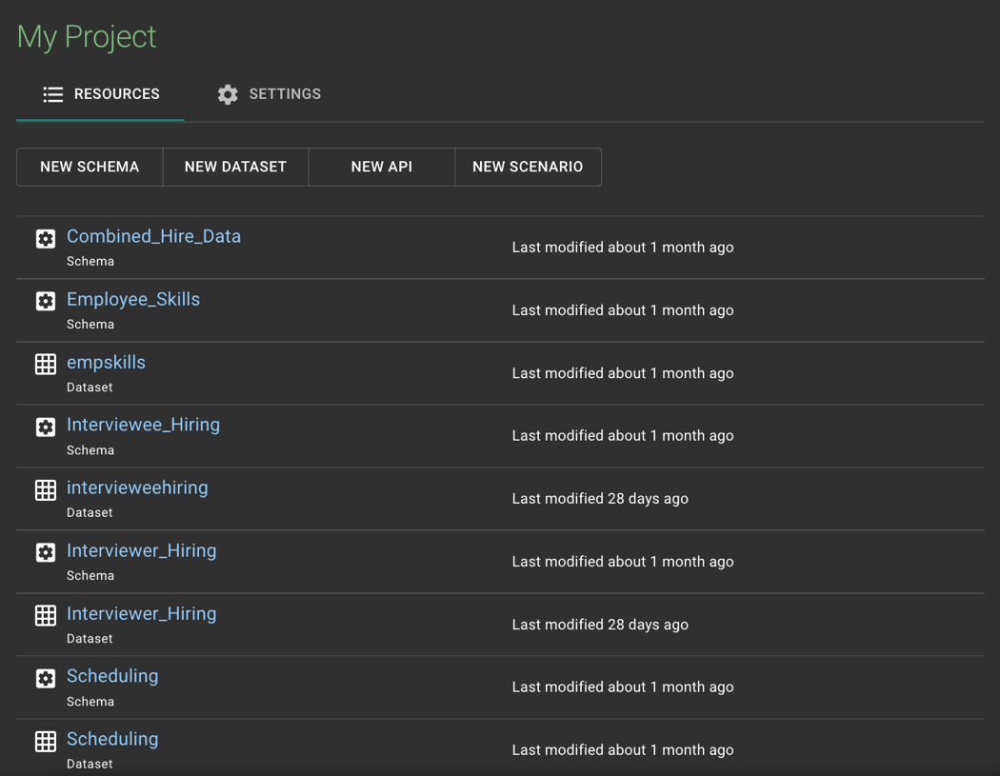 My Project
RESOURCES SETTINGS
NEW SCHEMA NEW DATASET NEW API NEW SCENARIO
Combined_Hire_Data
Schema
Last modified about 1 month ago
Employee_Skills
Schema
Last modified about 1 month ago
empskills
Dataset
Last modified about 1 month ago
Interviewee_Hiring
Schema
Last modified about 1 month ago
intervieweehiring
Dataset
Last modified 28 days ago
Interviewer_Hiring
Schema
Last modified about 1 month ago
Interviewer_Hiring
Dataset
Last modified 28 days ago
Scheduling
Schema
Last modified about 1 month ago
Scheduling
Dataset
Last modified about 1 month ago